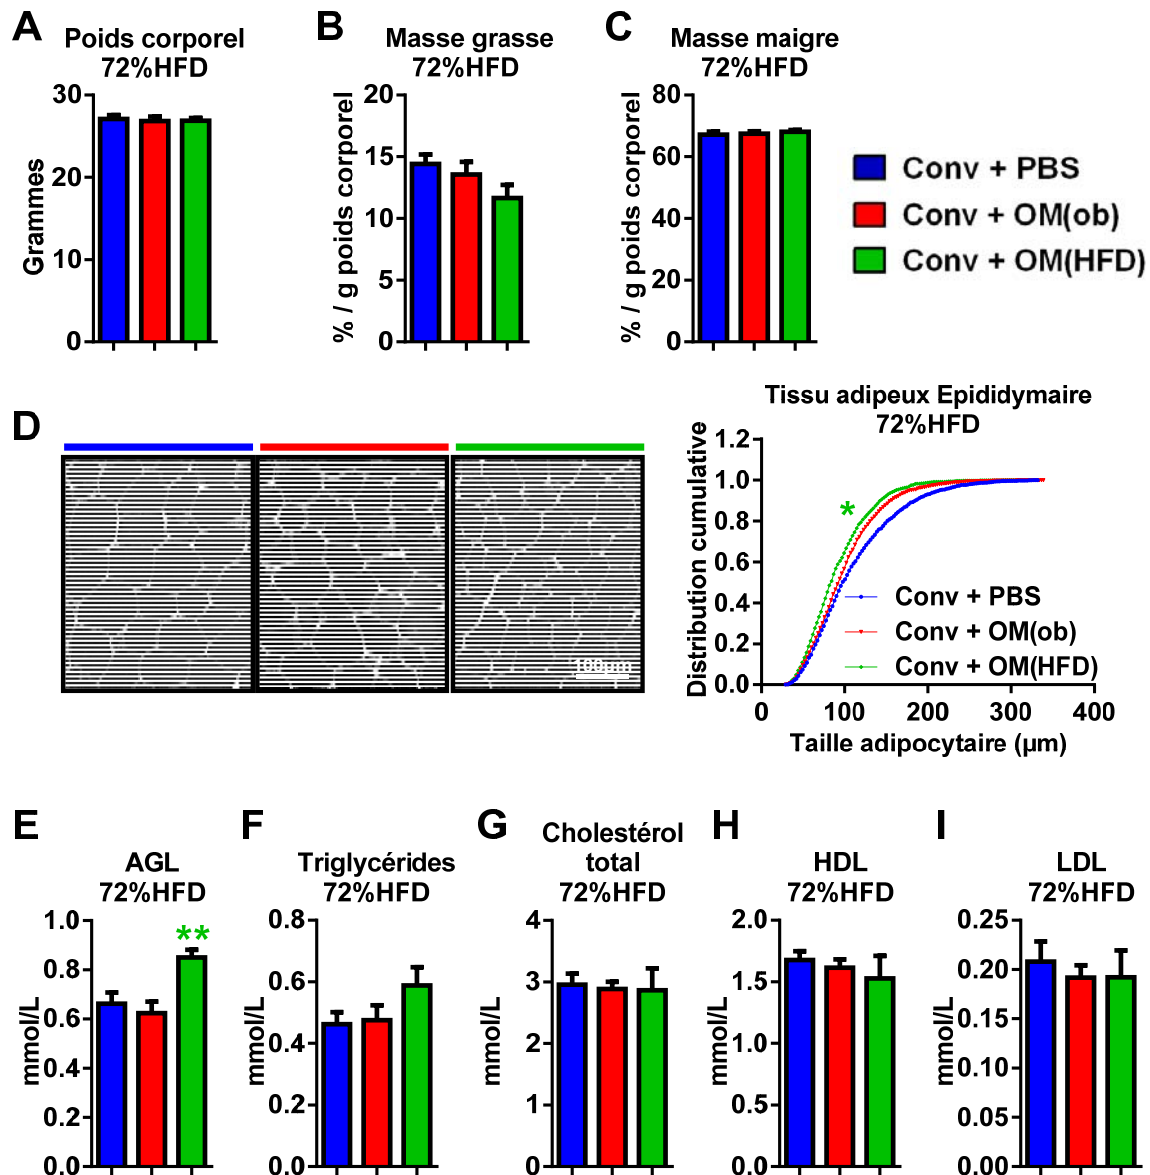 A
Poids corporel
72%HFD
Grammes
30
20
10
0
B
Masse grasse
72%HFD
% / g poids corporel
20
15
10
5
0
C
Masse maigre
72%HFD
% / g poids corporel
80
60
40
20
0
Conv + PBS
Conv + OM(ob)
Conv + OM(HFD)
D
100µm
Tissu adipeux Epididymaire
72%HFD
Distribution cumulative
1.2
1.0
0.8
0.6
0.4
0.2
0.0
*
Conv + PBS
Conv + OM(ob)
Conv + OM(HFD)
0 100 200 300 400
Taille adipocytaire (µm)
E
AGL
72%HFD
mmol/L
1.0
0.8
0.6
0.4
0.2
0.0
**
F
Triglycérides
72%HFD
mmol/L
0.8
0.6
0.4
0.2
0.0
G
Cholestérol
total
72%HFD
mmol/L
4
3
2
1
0
H
HDL
72%HFD
mmol/L
2.0
1.5
1.0
0.5
0.0
I
LDL
72%HFD
mmol/L
0.25
0.20
0.15
0.10
0.05
0.00